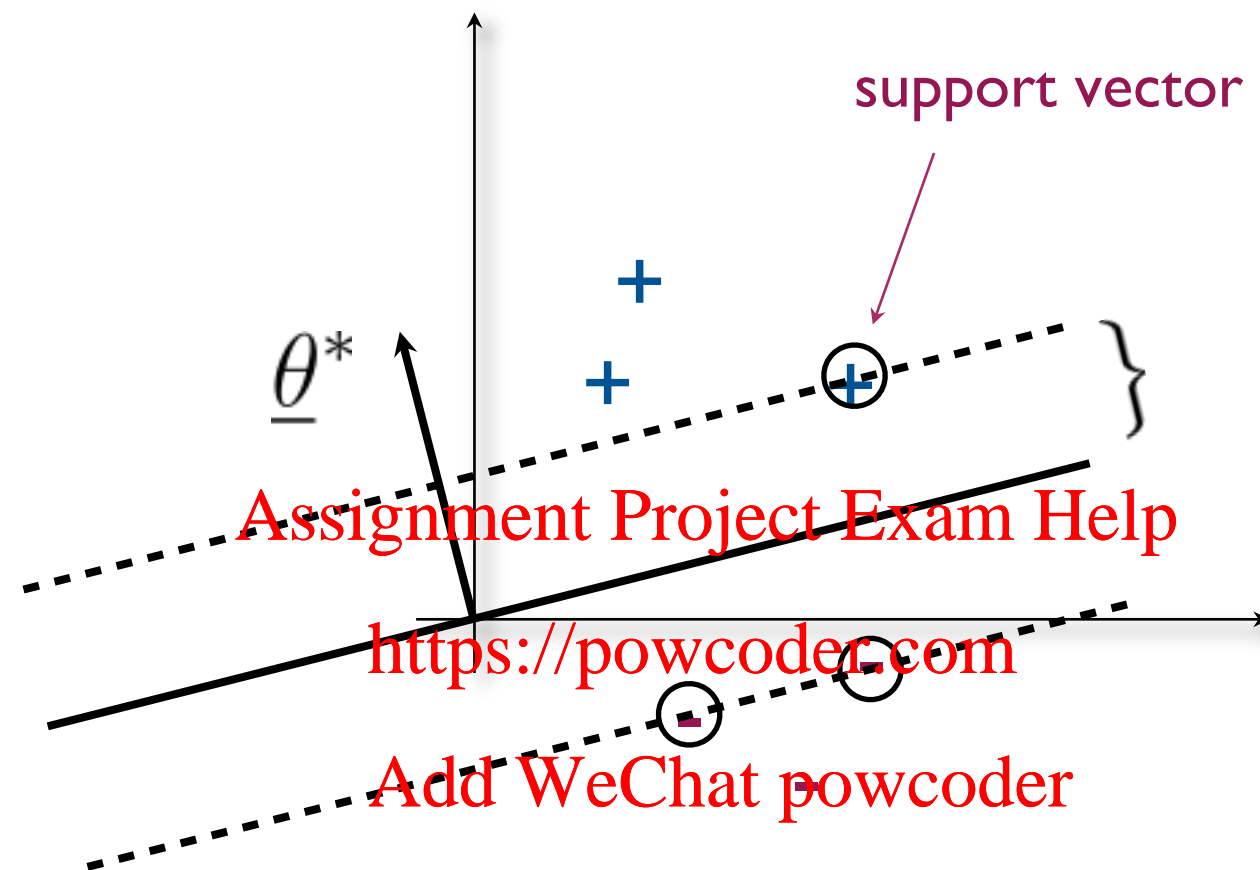 support vector
θ*
}
Assignment Project Exam Help
https://powcoder.com
Add WeChat powcoder